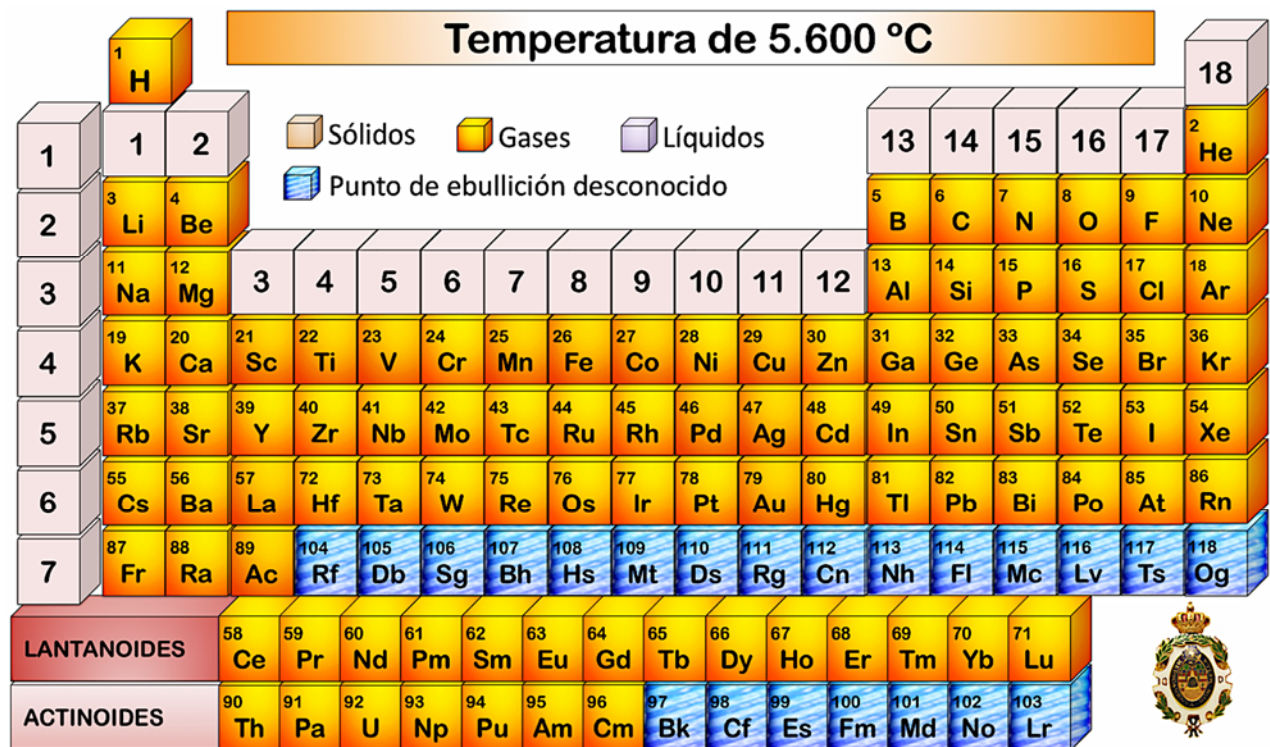 Temperatura de 5.600 ºC
1
H
18
1
1
2
Sólidos
Gases
Líquidos
13
14
15
16
17
2
He
Punto de ebullición desconocido
2
3
Li
4
Be
5
B
6
C
7
N
8
O
9
F
10
Ne
3
11
Na
12
Mg
3
4
5
6
7
8
9
10
11
12
13
Al
14
Si
15
P
16
S
17
Cl
18
Ar
4
19
K
20
Ca
21
Sc
22
Ti
23
V
24
Cr
25
Mn
26
Fe
27
Co
28
Ni
29
Cu
30
Zn
31
Ga
32
Ge
33
As
34
Se
35
Br
36
Kr
5
37
Rb
38
Sr
39
Y
40
Zr
41
Nb
42
Mo
43
Tc
44
Ru
45
Rh
46
Pd
47
Ag
48
Cd
49
In
50
Sn
51
Sb
52
Te
53
I
54
Xe
6
55
Cs
56
Ba
57
La
72
Hf
73
Ta
74
W
75
Re
76
Os
77
Ir
78
Pt
79
Au
80
Hg
81
Tl
82
Pb
83
Bi
84
Po
85
At
86
Rn
7
87
Fr
88
Ra
89
Ac
104
Rf
105
Db
106
Sg
107
Bh
108
Hs
109
Mt
110
Ds
111
Rg
112
Cn
113
Nh
114
Fl
115
Mc
116
Lv
117
Ts
118
Og
LANTANOIDES
58
Ce
59
Pr
60
Nd
61
Pm
62
Sm
63
Eu
64
Gd
65
Tb
66
Dy
67
Ho
68
Er
69
Tm
70
Yb
71
Lu
ACTINOIDES
90
Th
91
Pa
92
U
93
Np
94
Pu
95
Am
96
Cm
97
Bk
98
Cf
99
Es
100
Fm
101
Md
102
No
103
Lr